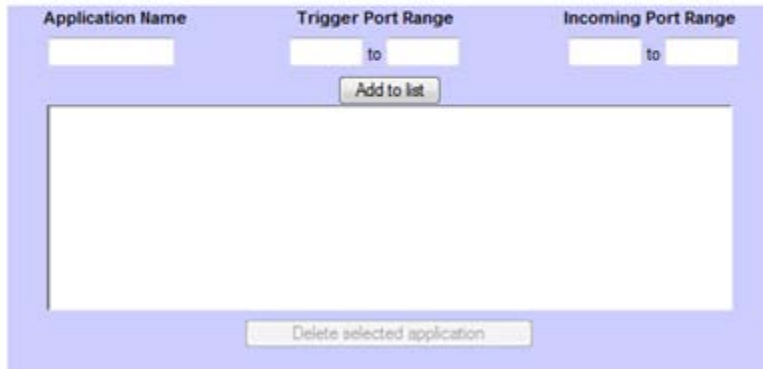 Application Name Trigger Port Range Incoming Port Range
to to
Add to list
Delete selected application